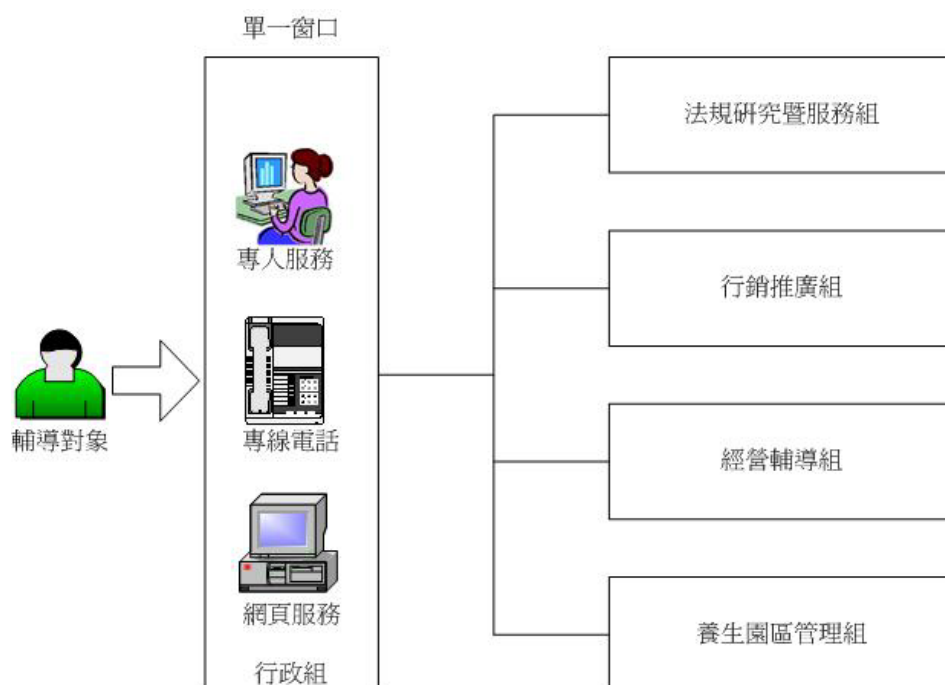 單一窗口
專人服務
輔導對象
專線電話
網頁服務
行政組
法規研究暨服務組
行銷推廣組
經營輔導組
養生園區管理組